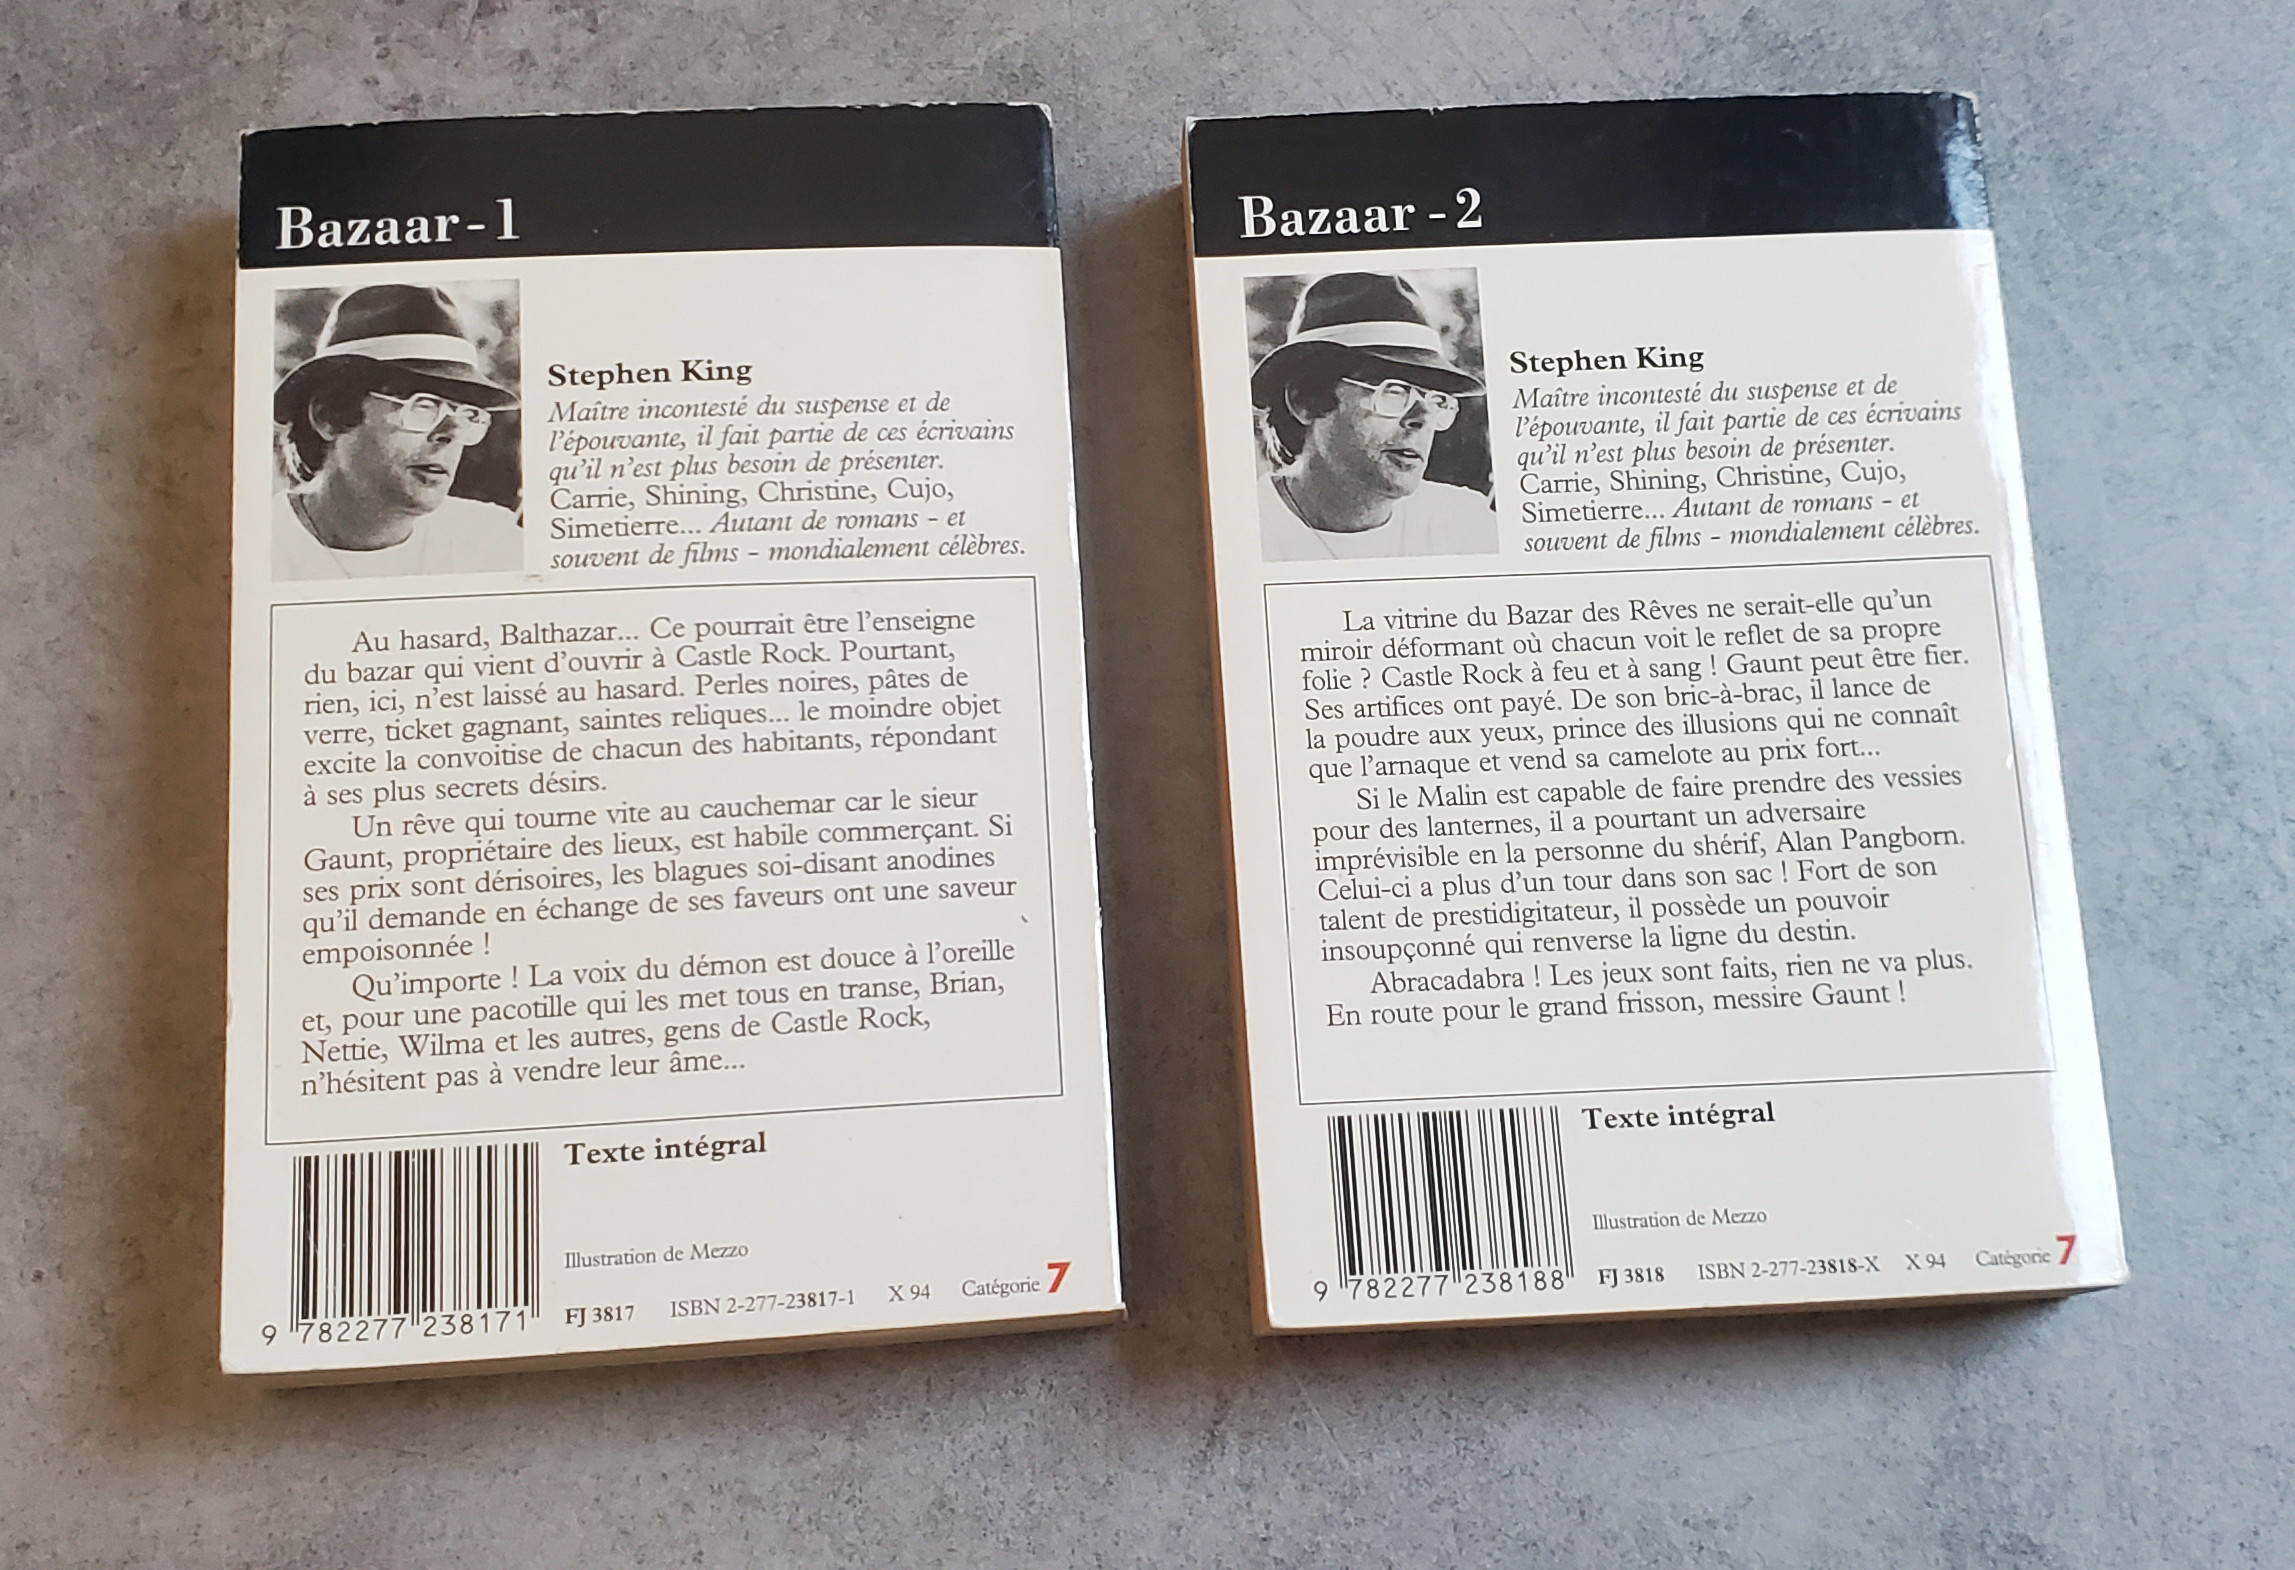 Bazaar - 1
Stephen King
Maître incontesté du suspense et de
l'épouvante, il fait partie de ces écrivains
qu'il n'est plus besoin de présenter.
Carrie, Shining, Christine, Cujo,
Simetierre... Autant de romans - et
souvent de films - mondialement célèbres.
Au hasard, Balthazar... Ce pourrait être l'enseigne
du bazar qui vient d'ouvrir à Castle Rock. Pourtant,
rien, ici, n'est laissé au hasard. Perles noires, pâtes de
verre, ticket gagnant, saintes reliques... le moindre objet
excite la convoitise de chacun des habitants, répondant
à ses plus secrets désirs.
Un rêve qui tourne vite au cauchemar car le sieur
Gaunt, propriétaire des lieux, est habile commerçant. Si
ses prix sont dérisoires, les blagues soi-disant anodines
qu'il demande en échange de ses faveurs ont une saveur
empoisonnée !
Qu'importe ! La voix du démon est douce à l'oreille
et, pour une pacotille qui les met tous en transe, Brian,
Nettie, Wilma et les autres, gens de Castle Rock,
n'hésitent pas à vendre leur âme...
Texte intégral
Illustration de Mezzo
9 782277 238171
FJ 3817 ISBN 2-277-23817-1 X 94 Catégorie 7
Bazaar - 2
Stephen King
Maître incontesté du suspense et de
l'épouvante, il fait partie de ces écrivains
qu'il n'est plus besoin de présenter.
Carrie, Shining, Christine, Cujo,
Simetierre... Autant de romans - et
souvent de films - mondialement célèbres.
La vitrine du Bazar des Rêves ne serait-elle qu'un
miroir déformant où chacun voit le reflet de sa propre
folie ? Castle Rock à feu et à sang ! Gaunt peut être fier.
Ses artifices ont payé. De son bric-à-brac, il lance de
la poudre aux yeux, prince des illusions qui ne connaît
que l'arnaque et vend sa camelote au prix fort...
Si le Malin est capable de faire prendre des vessies
pour des lanternes, il a pourtant un adversaire
imprévisible en la personne du shérif, Alan Pangborn.
Celui-ci a plus d'un tour dans son sac ! Fort de son
talent de prestidigitateur, il possède un pouvoir
insoupçonné qui renverse la ligne du destin.
Abracadabra ! Les jeux sont faits, rien ne va plus.
En route pour le grand frisson, messire Gaunt !
Texte intégral
Illustration de Mezzo
9 782277 238188
FJ 3818 ISBN 2-277-23818-X X 94 Catégorie 7